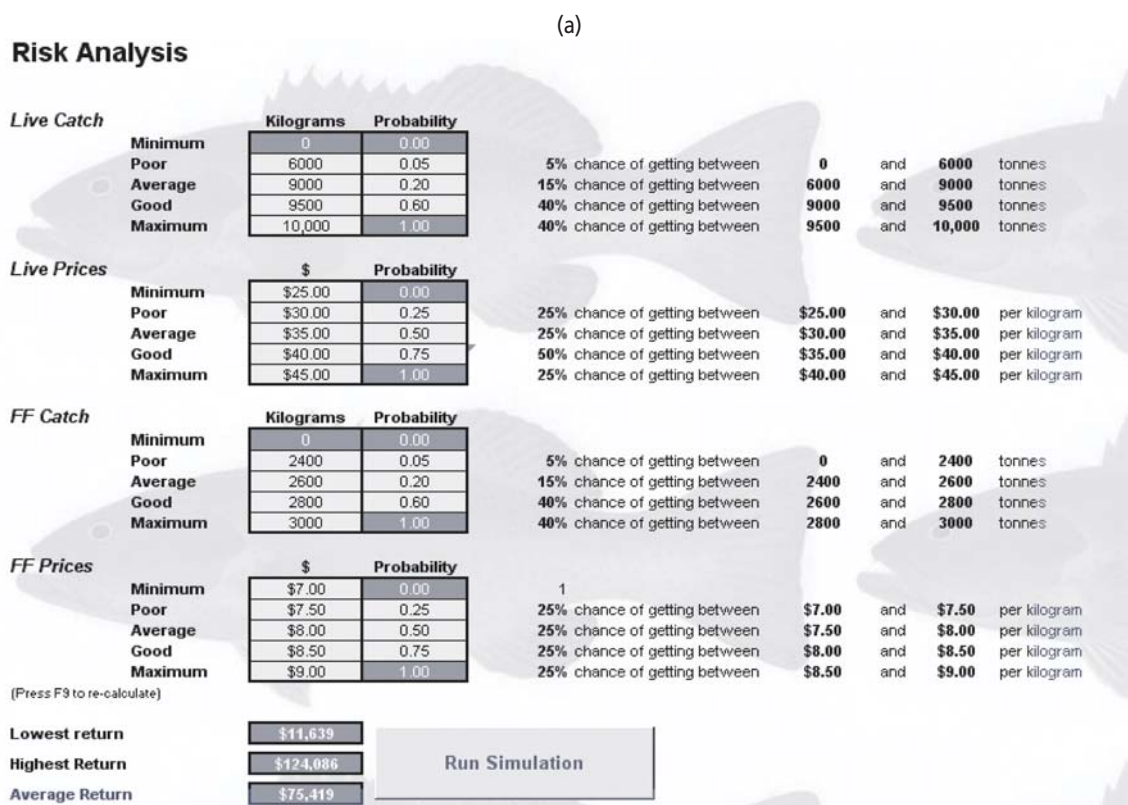 (a)
Risk Analysis
Live Catch Kilograms Probability
Minimum 0 0.00
Poor 6000 0.05 5% chance of getting between 0 and 6000 tonnes
Average 9000 0.20 15% chance of getting between 6000 and 9000 tonnes
Good 9500 0.60 40% chance of getting between 9000 and 9500 tonnes
Maximum 10,000 1.00 40% chance of getting between 9500 and 10,000 tonnes
Live Prices $ Probability
Minimum $25.00 0.00
Poor $30.00 0.25 25% chance of getting between $25.00 and $30.00 per kilogram
Average $35.00 0.50 25% chance of getting between $30.00 and $35.00 per kilogram
Good $40.00 0.75 50% chance of getting between $35.00 and $40.00 per kilogram
Maximum $45.00 1.00 25% chance of getting between $40.00 and $45.00 per kilogram
FF Catch Kilograms Probability
Minimum 0 0.00
Poor 2400 0.05 5% chance of getting between 0 and 2400 tonnes
Average 2600 0.20 15% chance of getting between 2400 and 2600 tonnes
Good 2800 0.60 40% chance of getting between 2600 and 2800 tonnes
Maximum 3000 1.00 40% chance of getting between 2800 and 3000 tonnes
FF Prices $ Probability
Minimum $7.00 0.00 1
Poor $7.50 0.25 25% chance of getting between $7.00 and $7.50 per kilogram
Average $8.00 0.50 25% chance of getting between $7.50 and $8.00 per kilogram
Good $8.50 0.75 25% chance of getting between $8.00 and $8.50 per kilogram
Maximum $9.00 1.00 25% chance of getting between $8.50 and $9.00 per kilogram
(Press F9 to re-calculate)
Lowest return $11,639
Highest Return $124,086 Run Simulation
Average Return $75,419